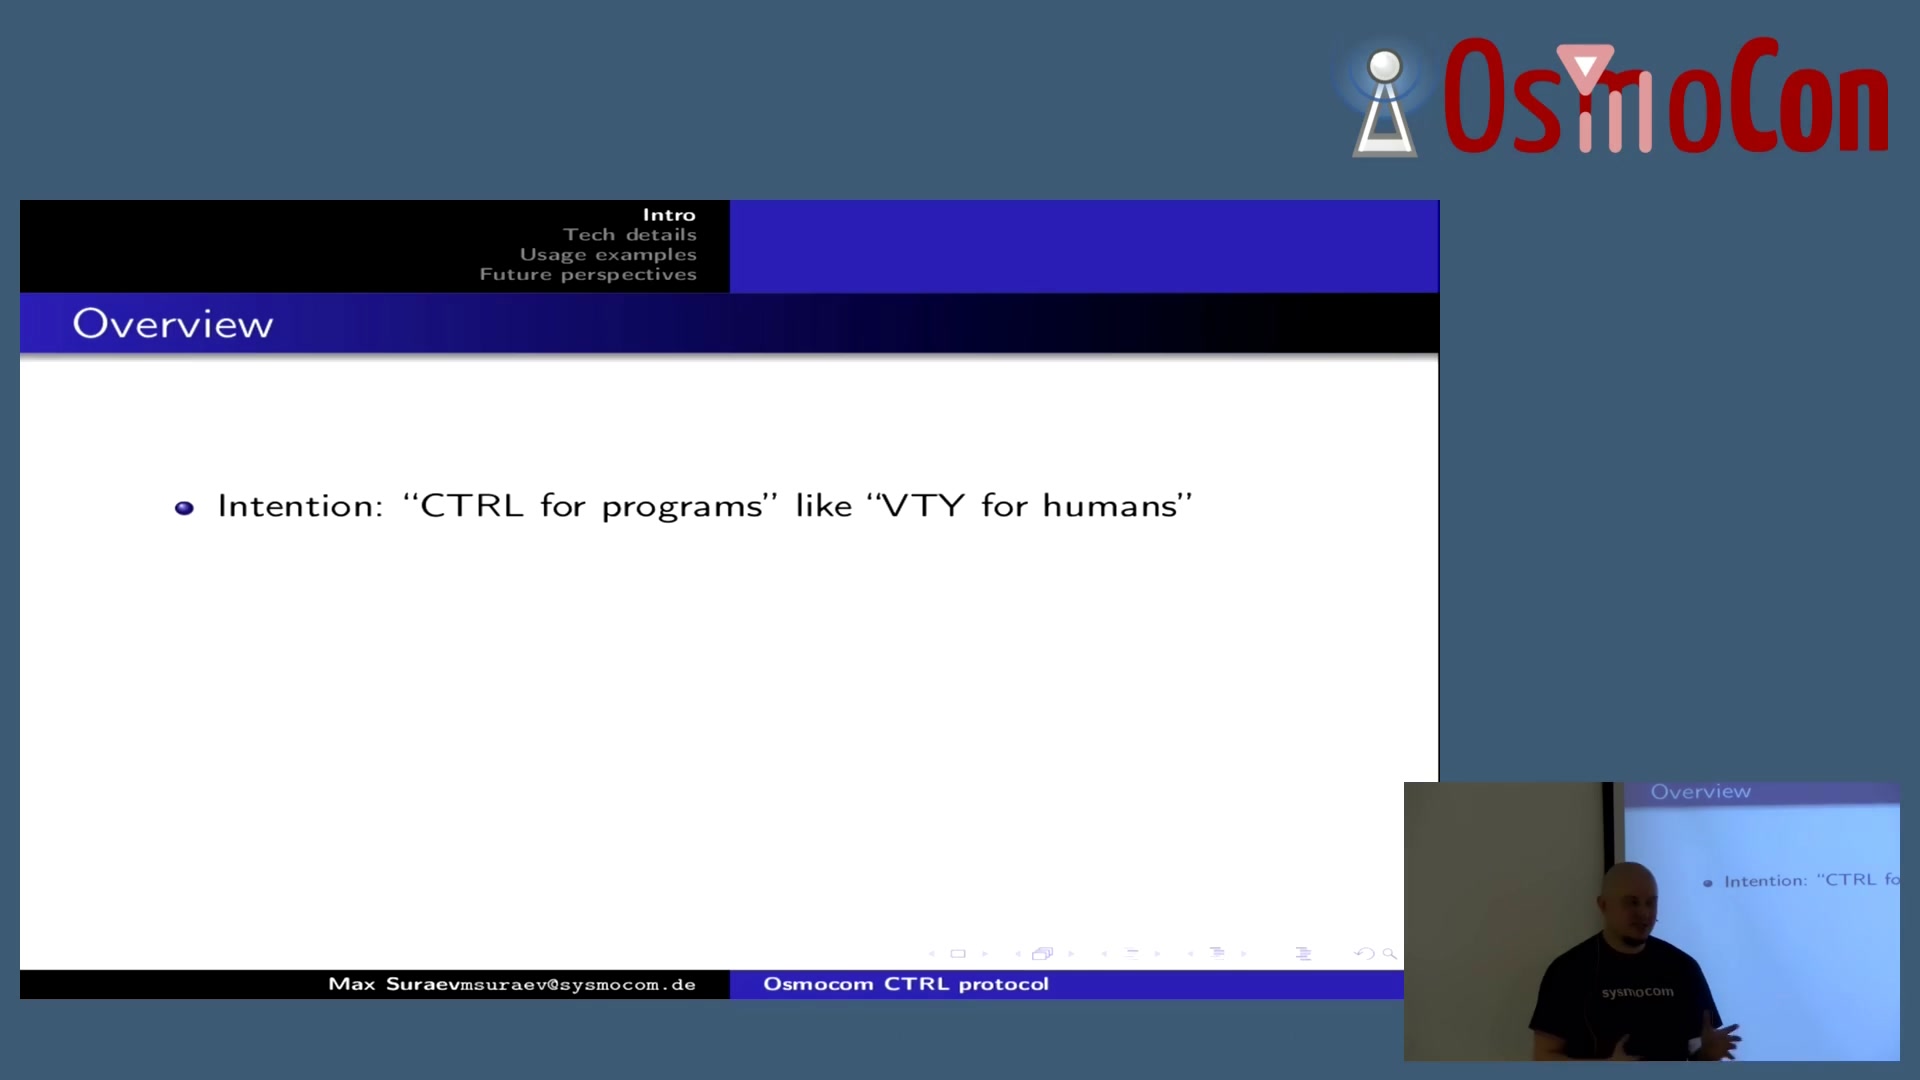 OsmoCon
Intro
Tech details
Usage examples
Future perspectives
Overview
Intention: “CTRL for programs” like “VTY for humans”
Max Suraevmsuraev@sysmocom.de
Osmocom CTRL protocol
Overview
Intention: “CTRL fo
sysmocom